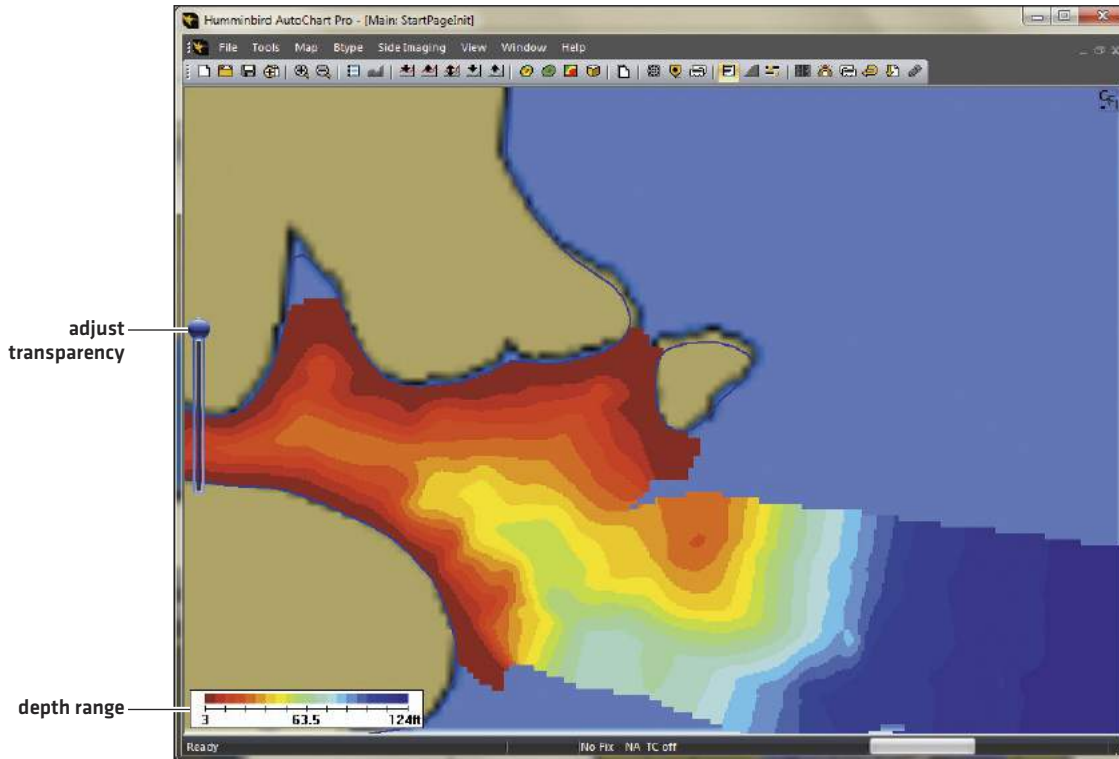 Humminbird AutoChart Pro - [Main: StartPageInit]
File Tools Map Btype Side Imaging View Window Help
adjust
transparency
depth range
3 63.5 124ft
Ready No Fix NA TC off